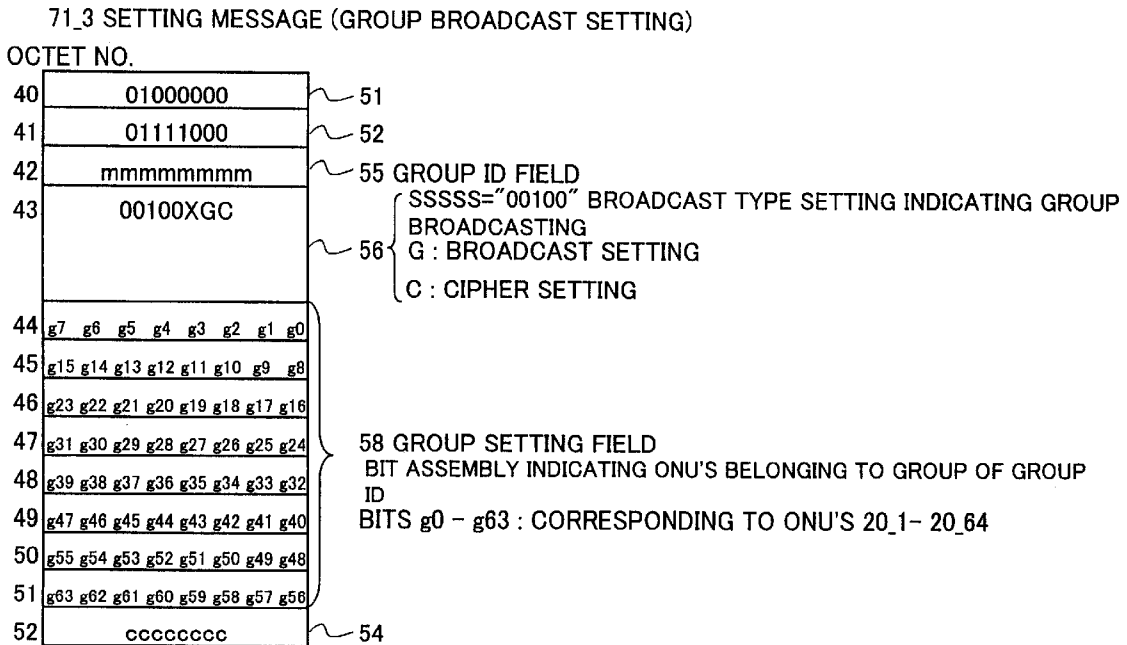 71_3 SETTING MESSAGE (GROUP BROADCAST SETTING)
OCTET NO.
40 01000000 51
41 01111000 52
42 mmmmmmmm 55 GROUP ID FIELD
43 00100XGC 56 SSSSS="00100" BROADCAST TYPE SETTING INDICATING GROUP
BROADCASTING
G : BROADCAST SETTING
C : CIPHER SETTING
44 g7 g6 g5 g4 g3 g2 g1 g0
45 g15 g14 g13 g12 g11 g10 g9 g8
46 g23 g22 g21 g20 g19 g18 g17 g16
47 g31 g30 g29 g28 g27 g26 g25 g24
48 g39 g38 g37 g36 g35 g34 g33 g32
49 g47 g46 g45 g44 g43 g42 g41 g40
50 g55 g54 g53 g52 g51 g50 g49 g48
51 g63 g62 g61 g60 g59 g58 g57 g56
58 GROUP SETTING FIELD
BIT ASSEMBLY INDICATING ONU'S BELONGING TO GROUP OF GROUP
ID
BITS g0 - g63 : CORRESPONDING TO ONU'S 20_1- 20_64
52 cccccccc 54